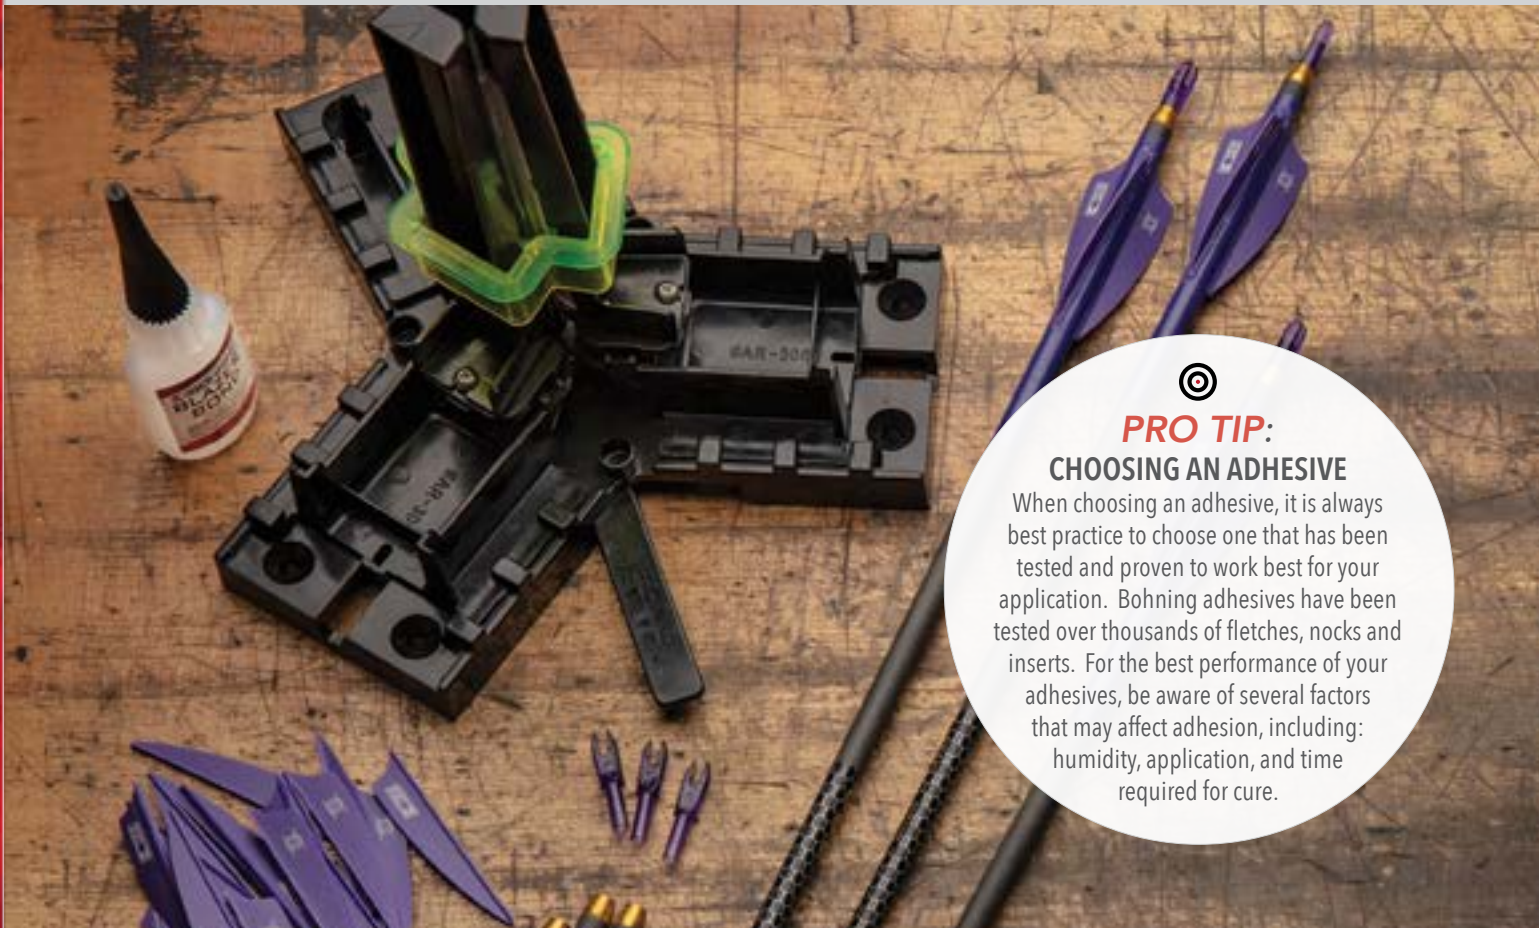 BLAZER
BOND
PRO TIP:
CHOOSING AN ADHESIVE
When choosing an adhesive, it is always
best practice to choose one that has been
tested and proven to work best for your
application.  Bohning adhesives have been
tested over thousands of fletches, nocks and
inserts.  For the best performance of your
adhesives, be aware of several factors
that may affect adhesion, including:
humidity, application, and time
required for cure.